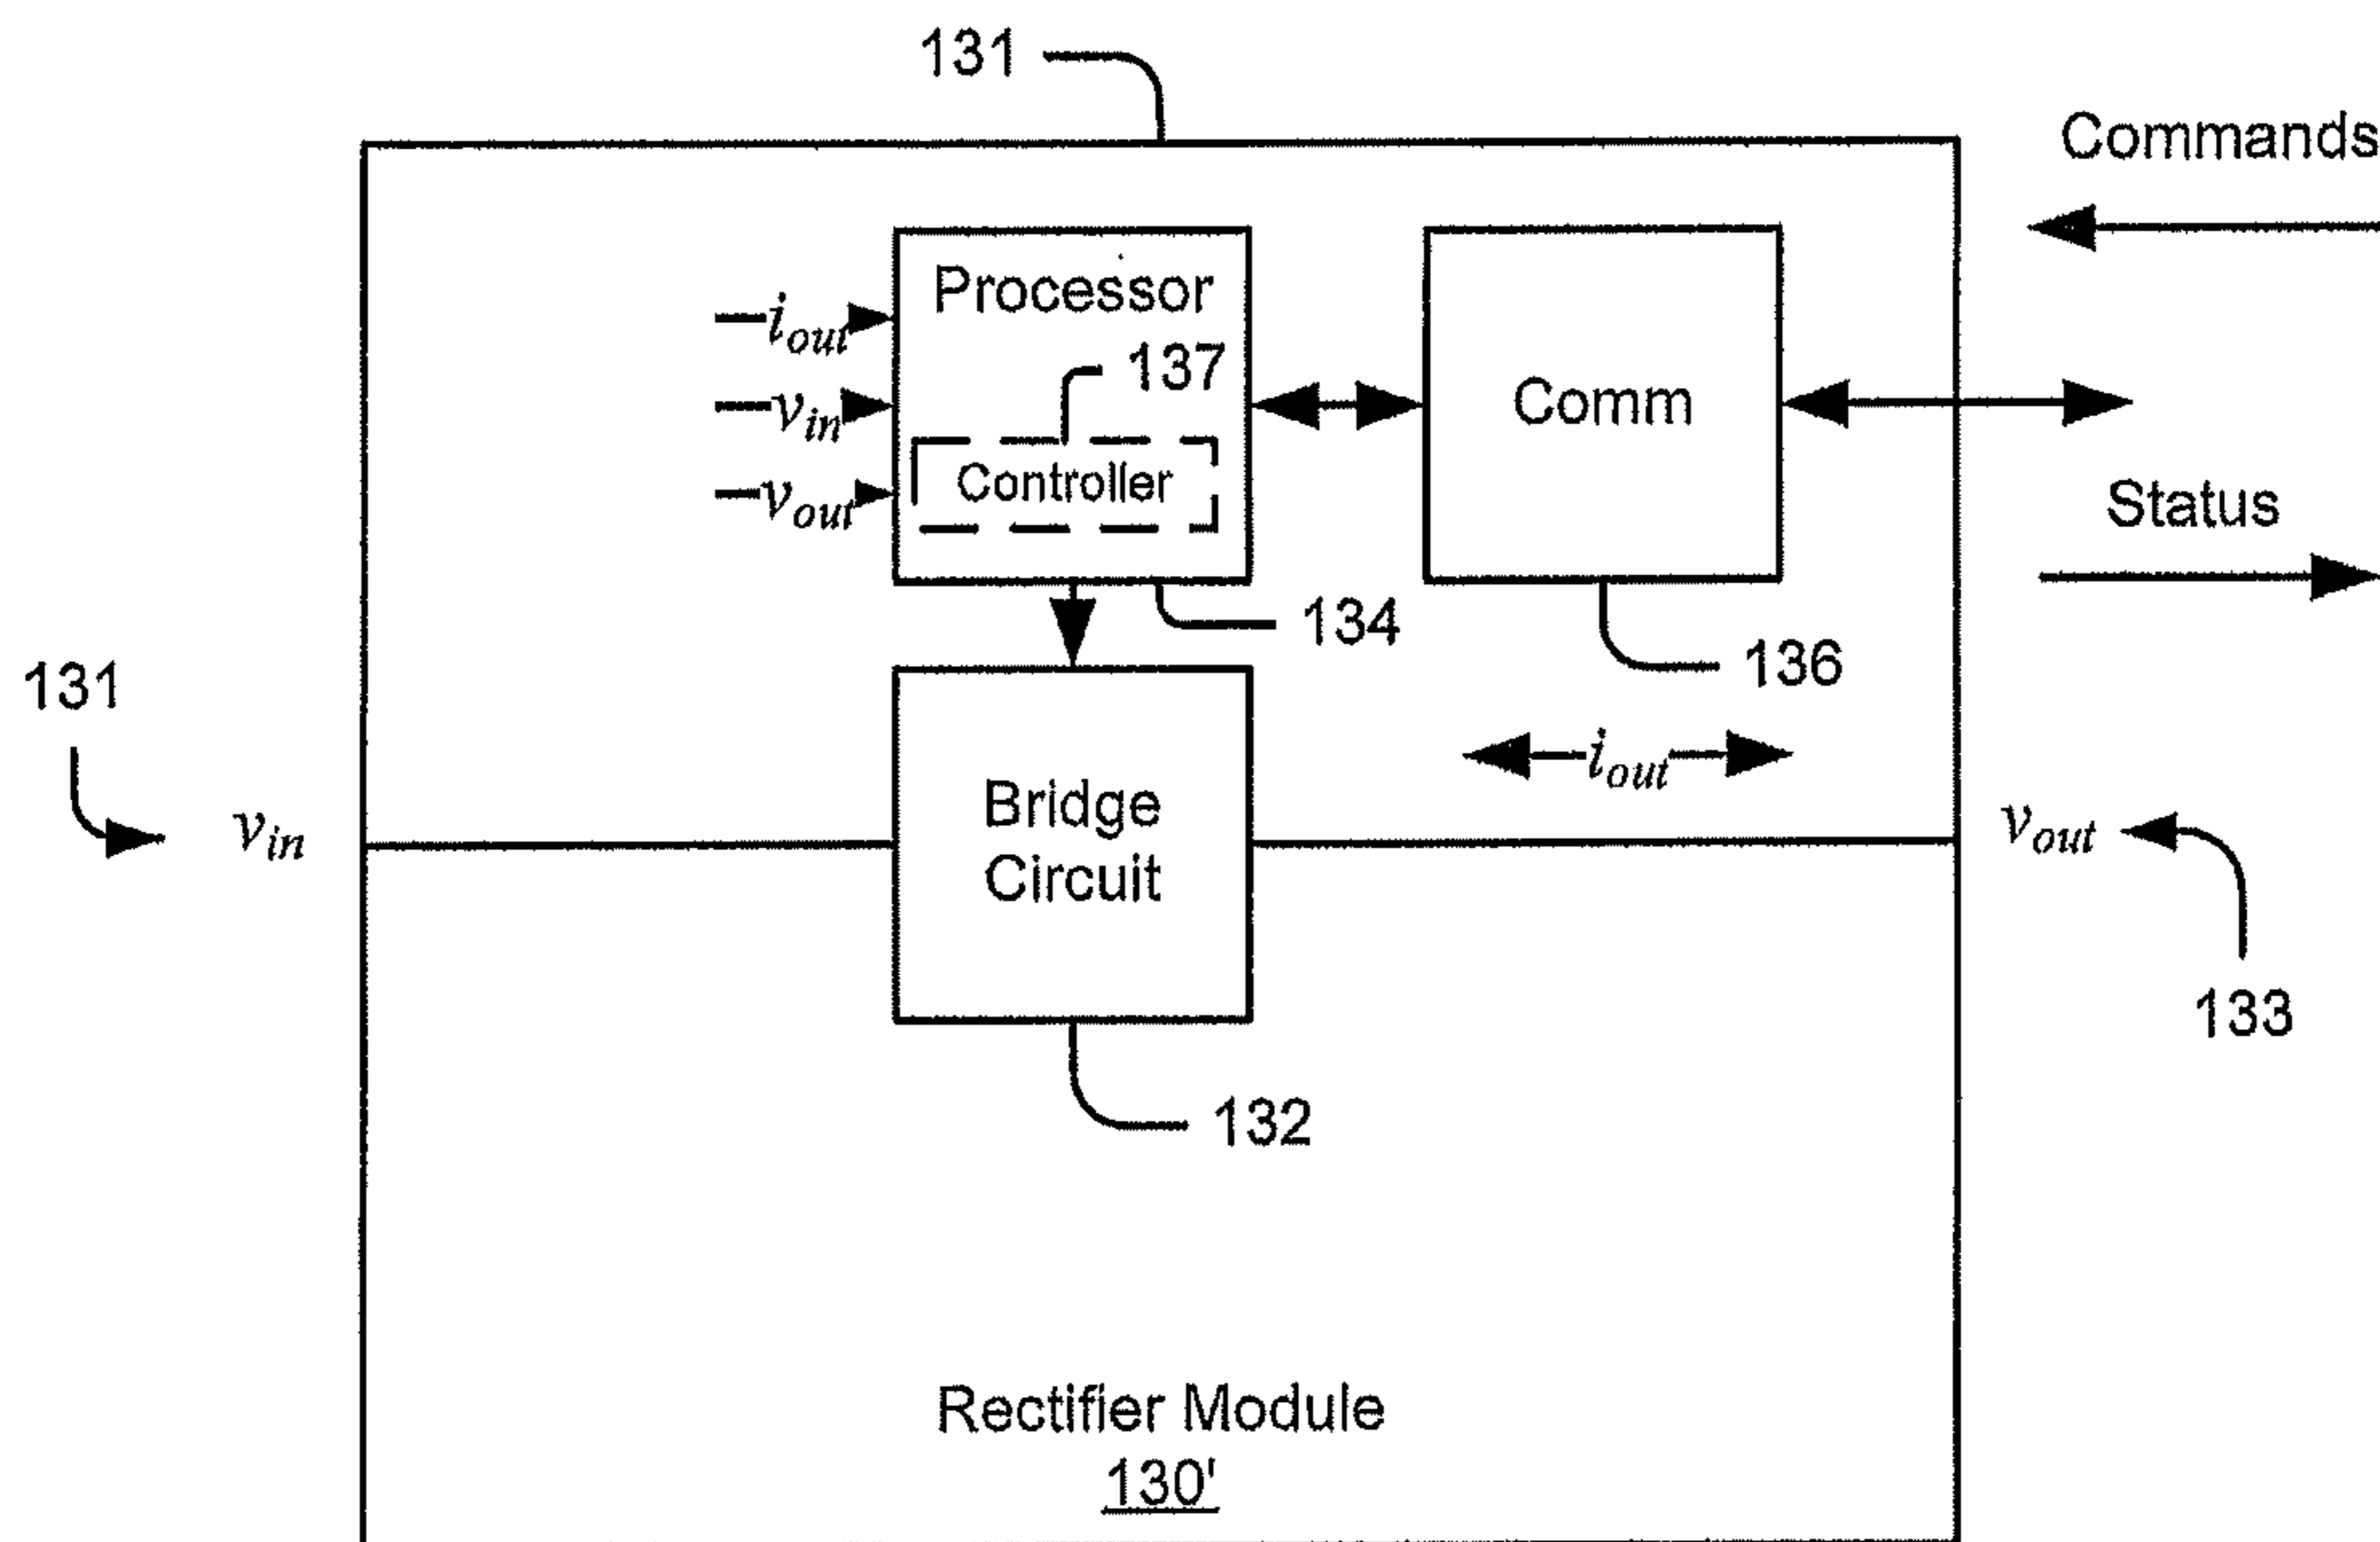 131
Commands
Processor
i_out
137
v_in
Comm
Controller
v_out
Status
134
136
131
i_out
Bridge
Circuit
v_in
v_out
133
132
Rectifier Module
130'